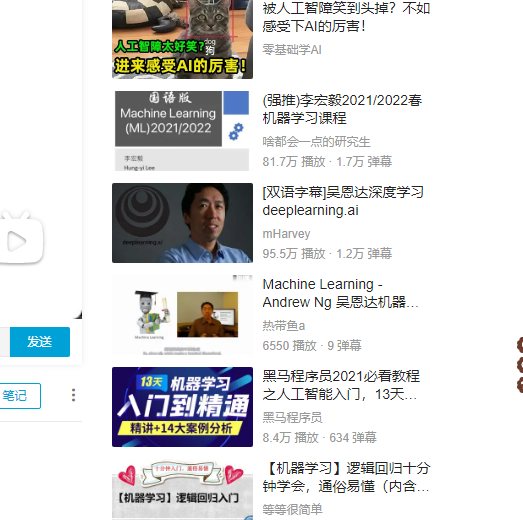 被人工智障笑到头掉？不如
感受下AI的厉害！
零基础学AI
人工智障太好笑？
dog
狗
进来感受AI的厉害！
国语版
Machine Learning
(ML)2021/2022
李宏毅
Hung-yi Lee
(强推)李宏毅2021/2022春
机器学习课程
啥都会一点的研究生
81.7万 播放 · 1.7万 弹幕
deeplearning.ai
[双语字幕]吴恩达深度学习
deeplearning.ai
mHarvey
95.5万 播放 · 1.2万 弹幕
Machine Learning
Machine Learning -
Andrew Ng 吴恩达机器...
热带鱼a
6550 播放 · 9 弹幕
发送
笔记
13天 机器学习
入门到精通
精讲+14大案例分析
黑马程序员2021必看教程
之人工智能入门，13天...
黑马程序员
8.4万 播放 · 634 弹幕
十分钟入门，通俗易懂
【机器学习】逻辑回归入门
【机器学习】逻辑回归十分
钟学会，通俗易懂（内含...
等等很简单